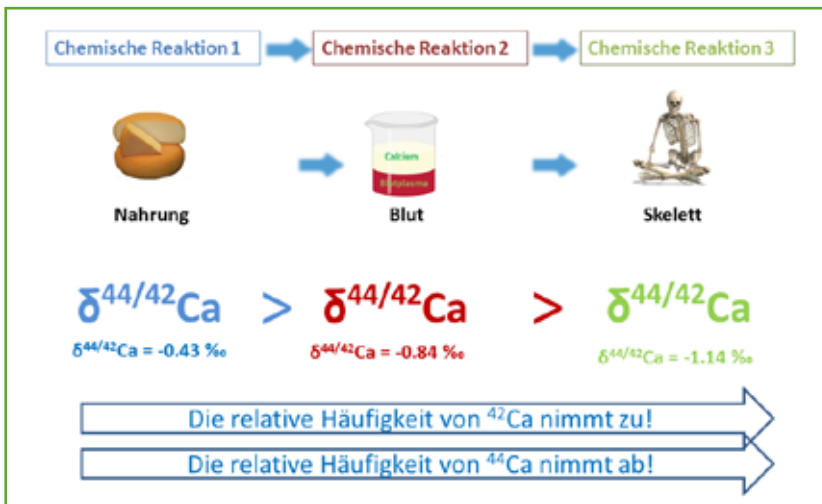 Chemische Reaktion 1 Chemische Reaktion 2 Chemische Reaktion 3
Calcium
Blutplasma
Nahrung Blut Skelett
δ⁴⁴/⁴²Ca > δ⁴⁴/⁴²Ca > δ⁴⁴/⁴²Ca
δ⁴⁴/⁴²Ca = -0.43 ‰ δ⁴⁴/⁴²Ca = -0.84 ‰ δ⁴⁴/⁴²Ca = -1.14 ‰
Die relative Häufigkeit von ⁴²Ca nimmt zu!
Die relative Häufigkeit von ⁴⁴Ca nimmt ab!